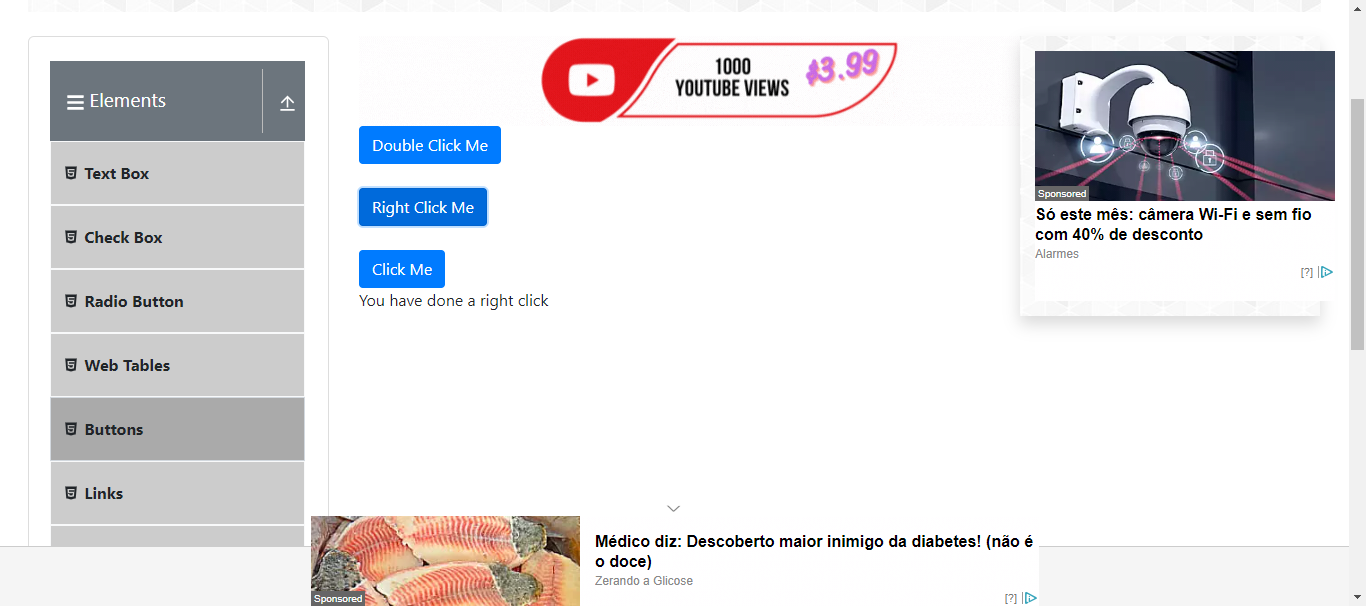 Elements
Text Box
Check Box
Radio Button
Web Tables
Buttons
Links
1000
YOUTUBE VIEWS
$3.99
Double Click Me
Right Click Me
Click Me
You have done a right click
Sponsored
Só este mês: câmera Wi-Fi e sem fio
com 40% de desconto
Alarmes
[?]
Sponsored
Médico diz: Descoberto maior inimigo da diabetes! (não é
o doce)
Zerando a Glicose
[?]